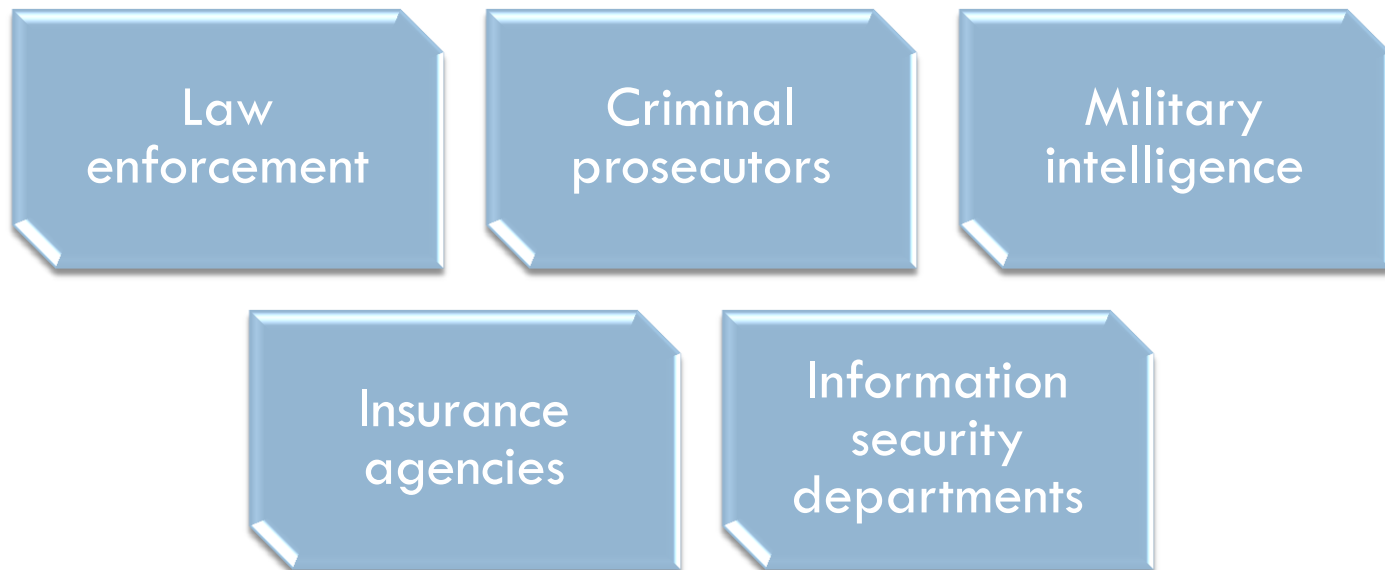 Law
enforcement
Criminal
prosecutors
Military
intelligence
Insurance
agencies
Information
security
departments